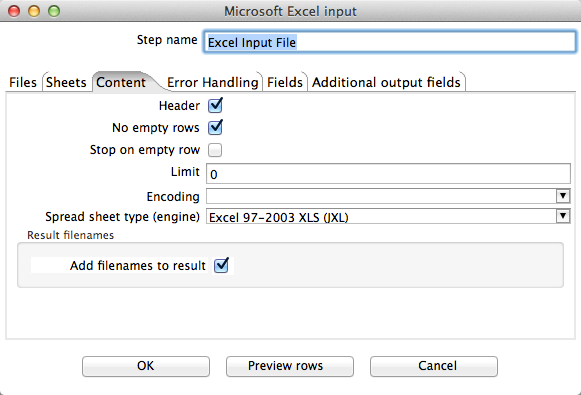 Microsoft Excel input
Step name Excel Input File
Files Sheets Content Error Handling Fields Additional output fields
Header
No empty rows
Stop on empty row
Limit 0
Encoding
Spread sheet type (engine) Excel 97-2003 XLS (JXL)
Result filenames
Add filenames to result
OK Preview rows Cancel